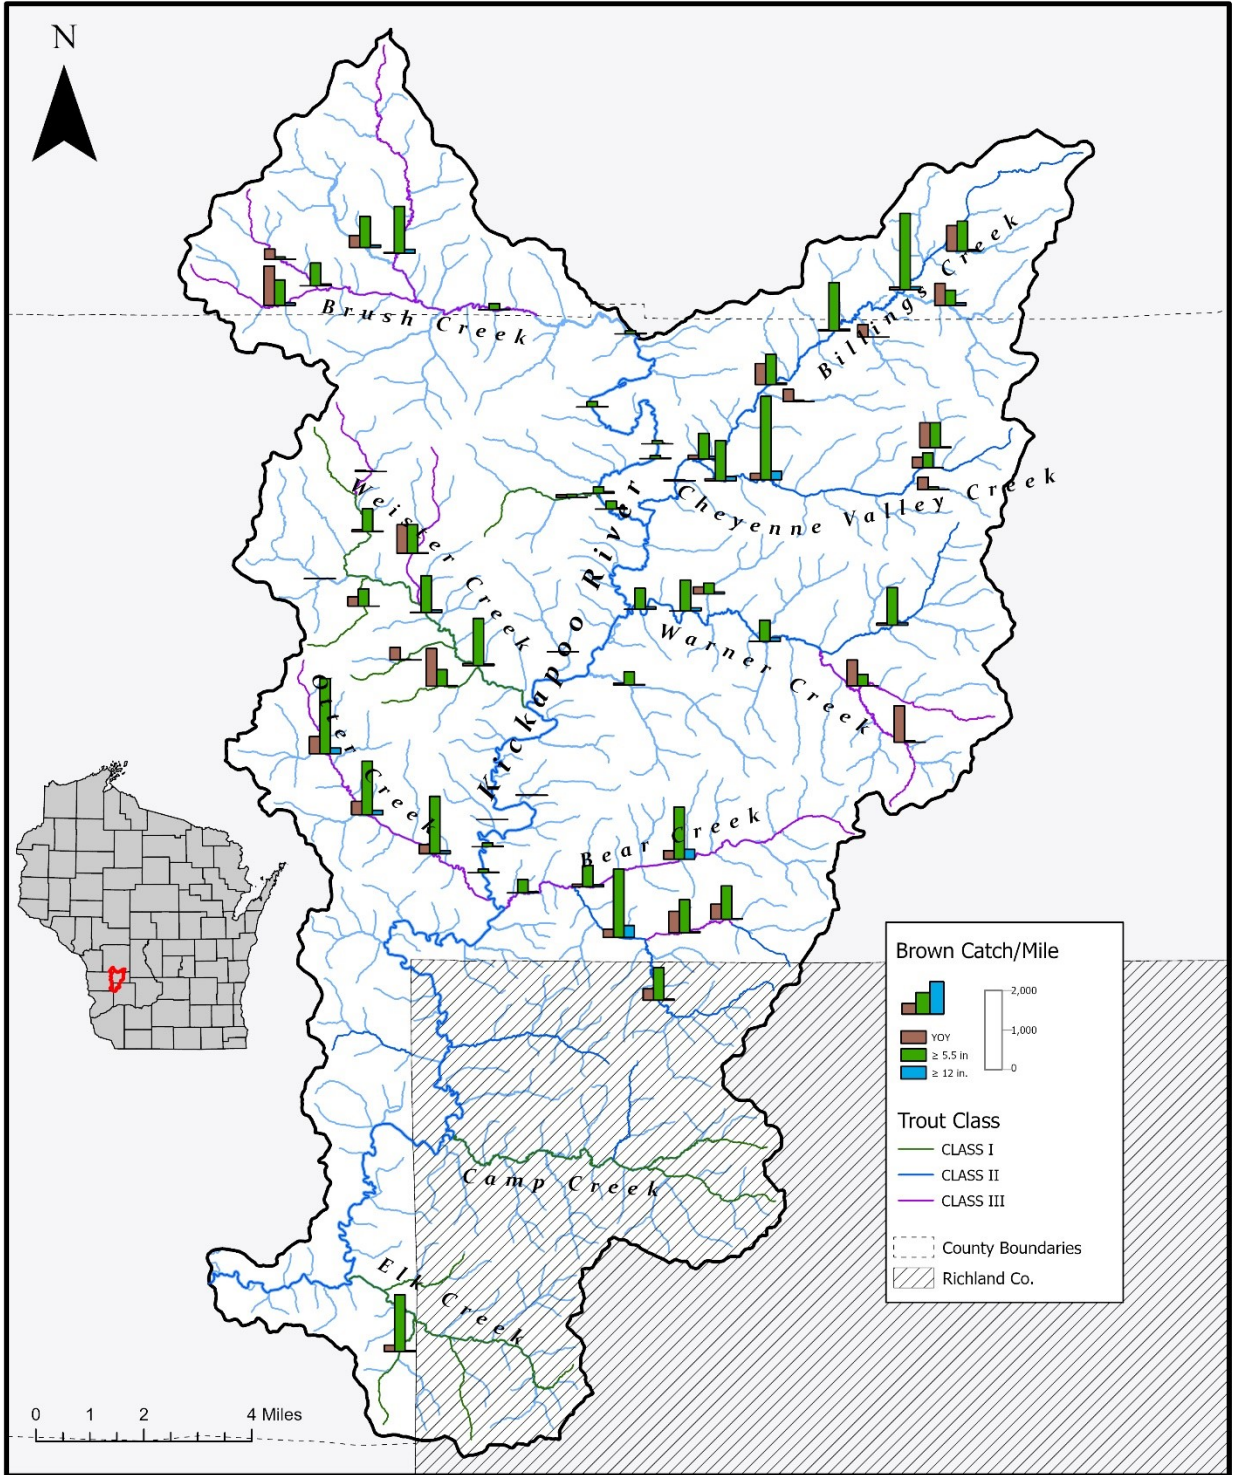 N
Brush Creek
Billings Creek
Cheyenne Valley Creek
Weister Creek
Kickapoo River
Warner Creek
Otter Creek
Bear Creek
Brown Catch/Mile
2,000
1,000
0
YOY
≥ 5.5 in
≥ 12 in.
Trout Class
CLASS I
CLASS II
CLASS III
County Boundaries
Richland Co.
Camp Creek
Elk Creek
0 1 2 4 Miles